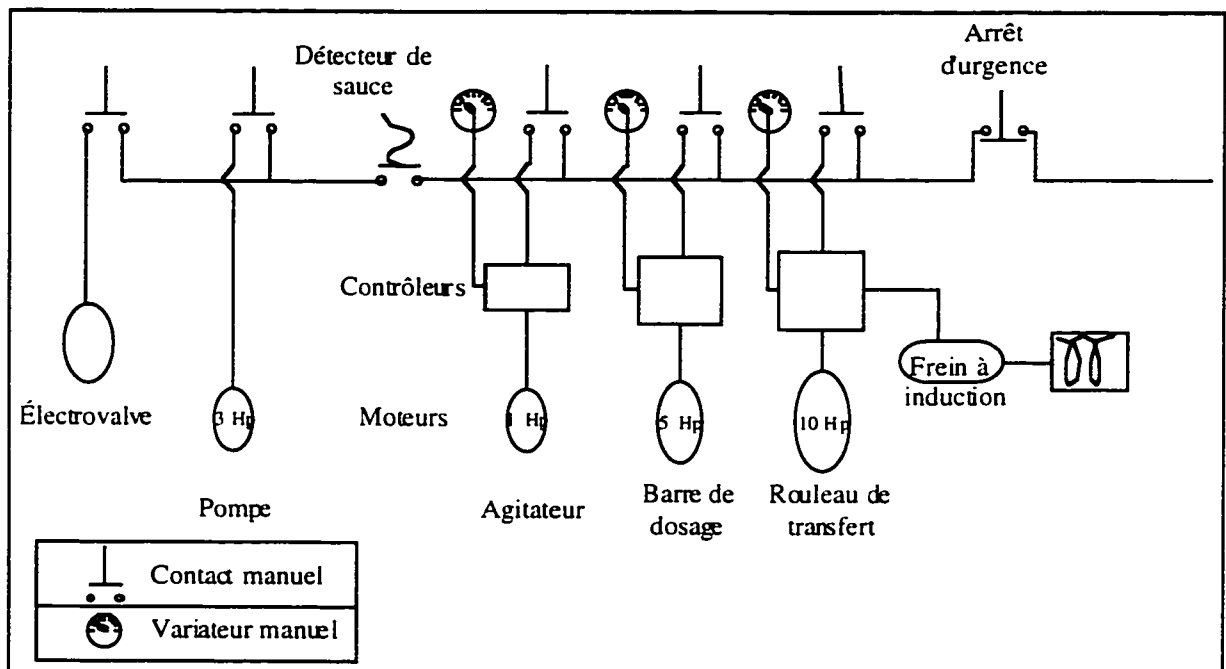 Arrêt
d'urgence
Détecteur de
sauce
Contrôleurs
Électrovalve
3 Hp
Moteurs
1 Hp
5 Hp
10 Hp
Frein à
induction
Pompe
Agitateur
Barre de
dosage
Rouleau de
transfert
Contact manuel
Variateur manuel